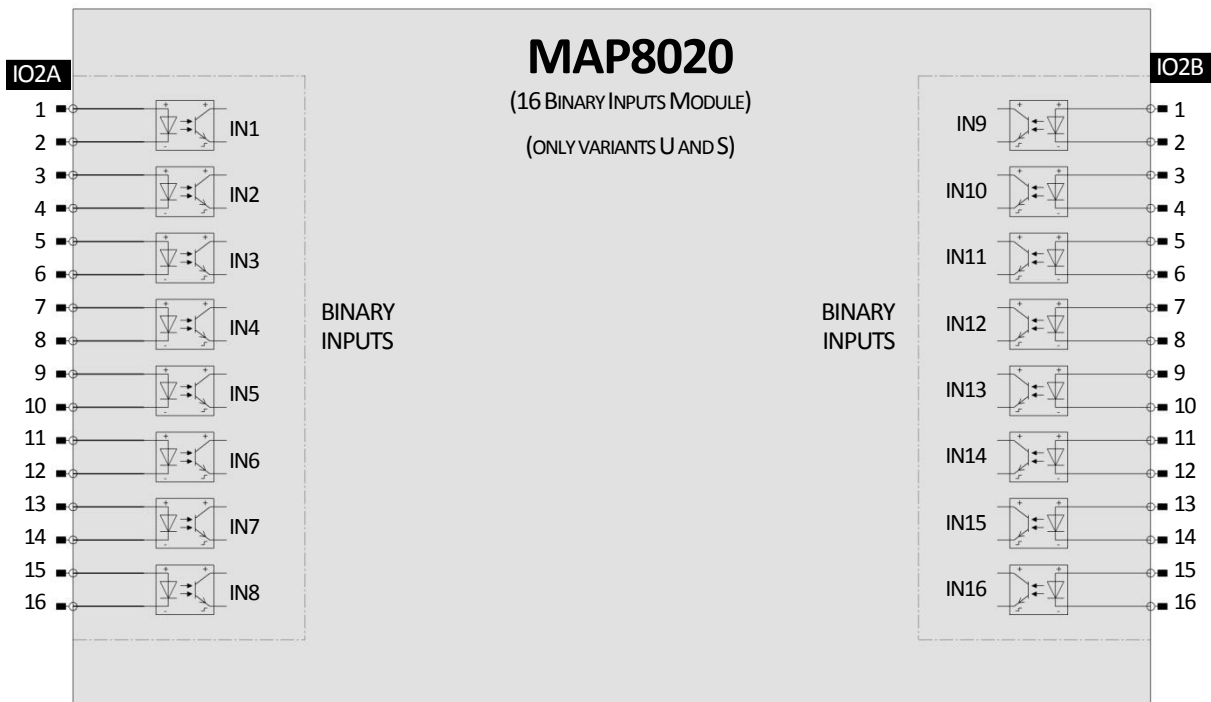 MAP8020
(16 BINARY INPUTS MODULE)
(ONLY VARIANTS U AND S)
IO2A
1
2
IN1
3
4
IN2
5
6
IN3
7
8
IN4
9
10
IN5
11
12
IN6
13
14
IN7
15
16
IN8
BINARY
INPUTS
BINARY
INPUTS
IO2B
IN9
1
2
IN10
3
4
IN11
5
6
IN12
7
8
IN13
9
10
IN14
11
12
IN15
13
14
IN16
15
16